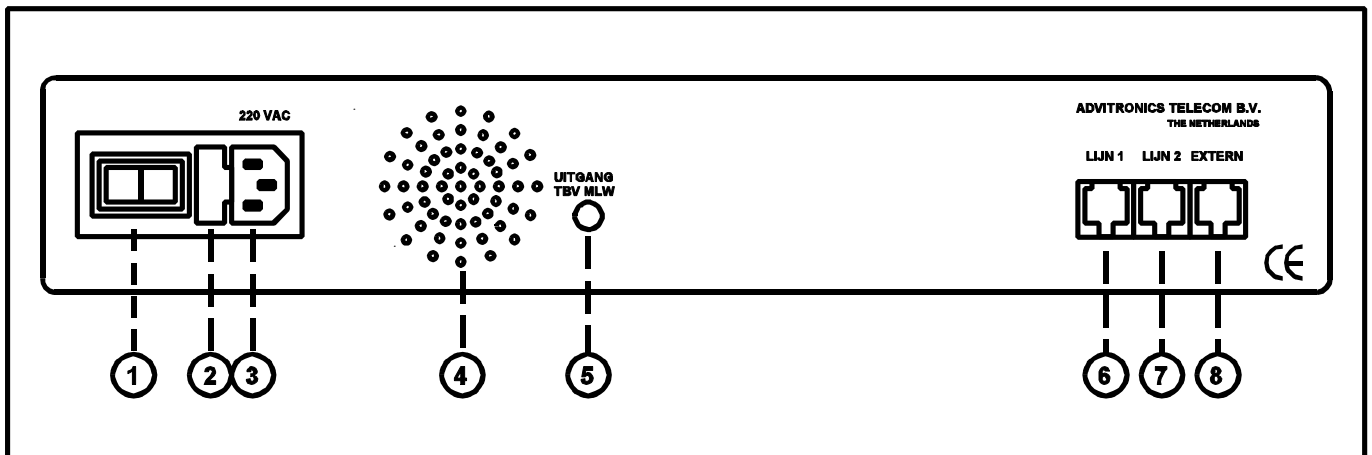 220 VAC
ADVITRONICS TELECOM B.V.
THE NETHERLANDS
LIJN 1 LIJN 2 EXTERN
UITGANG
TBV MLW
CE
1 2 3 4 5 6 7 8